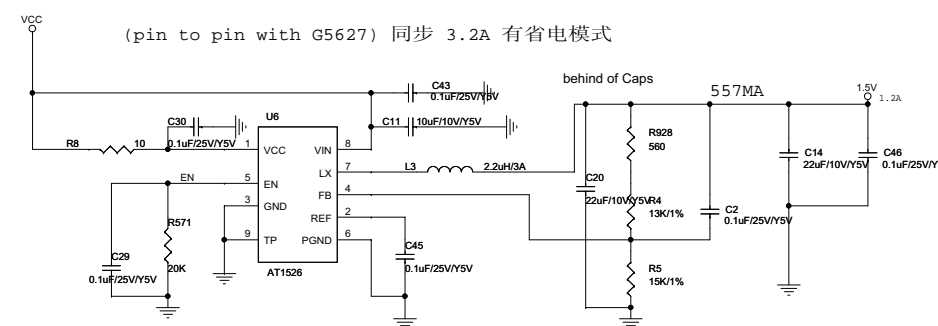 VCC
(pin to pin with G5627) 同步 3.2A 有省电模式
C43
0.1uF/25V/Y5V
behind of Caps
557MA
1.5V
1.2A
U6
C30
0.1uF/25V/Y5V
C11
10uF/10V/Y5V
R8
10
1
VCC
VIN
8
R928
560
C14
22uF/10V/Y5V
C46
0.1uF/25V/Y
LX
7
L3
2.2uH/3A
EN
5
EN
FB
4
C20
22uF/10V/Y5V
R4
13K/1%
C2
0.1uF/25V/Y5V
3
GND
REF
2
R571
20K
9
TP
PGND
6
C45
0.1uF/25V/Y5V
C29
0.1uF/25V/Y5V
AT1526
R5
15K/1%